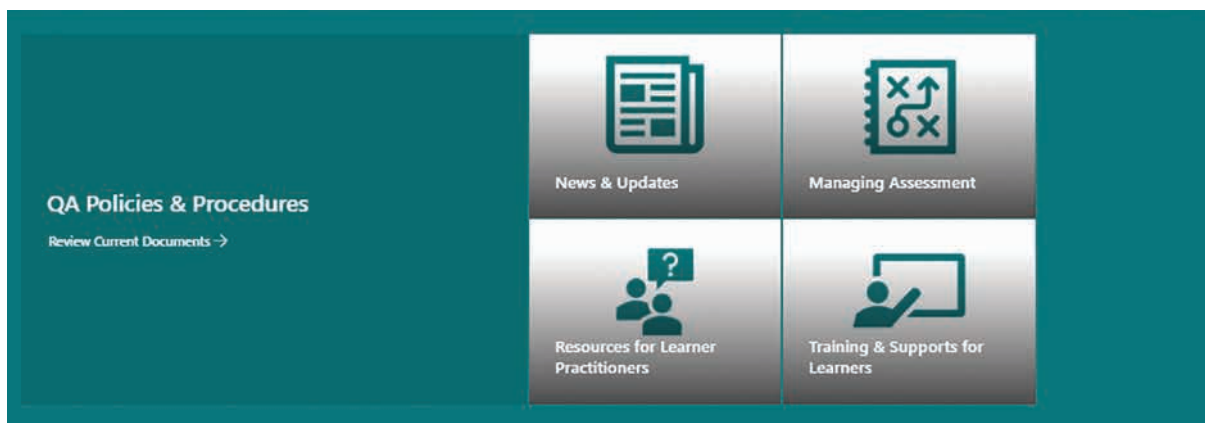 QA Policies & Procedures
Review Current Documents →
News & Updates
Managing Assessment
?
Resources for Learner
Practitioners
Training & Supports for
Learners